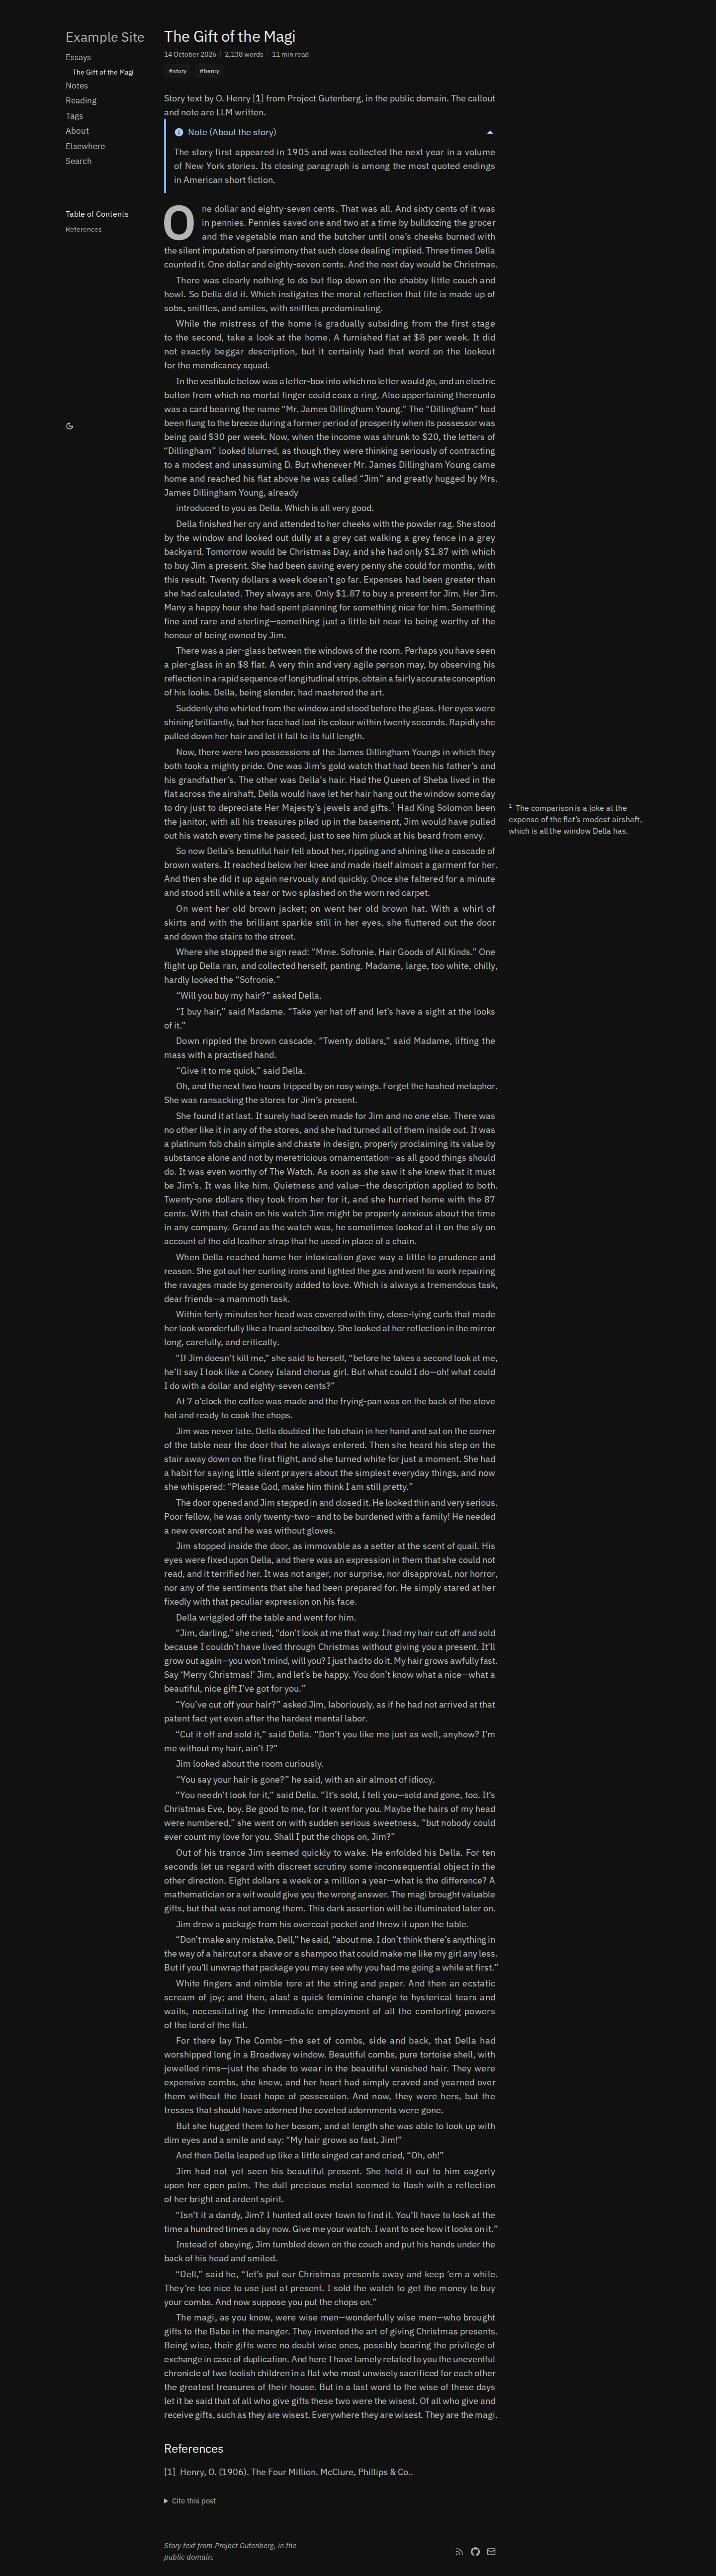 Example Site
Essays
The Gift of the Magi
Notes
Reading
Tags
About
Elsewhere
Search
Table of Contents
References
The Gift of the Magi
14 October 2026 | 2,138 words | 11 min read
#story #henry
Story text by O. Henry [1] from Project Gutenberg, in the public domain. The callout
and note are LLM written.
Note (About the story)
The story first appeared in 1905 and was collected the next year in a volume
of New York stories. Its closing paragraph is among the most quoted endings
in American short fiction.
One dollar and eighty-seven cents. That was all. And sixty cents of it was
in pennies. Pennies saved one and two at a time by bulldozing the grocer
and the vegetable man and the butcher until one’s cheeks burned with
the silent imputation of parsimony that such close dealing implied. Three times Della
counted it. One dollar and eighty-seven cents. And the next day would be Christmas.
There was clearly nothing to do but flop down on the shabby little couch and
howl. So Della did it. Which instigates the moral reflection that life is made up of
sobs, sniffles, and smiles, with sniffles predominating.
While the mistress of the home is gradually subsiding from the first stage
to the second, take a look at the home. A furnished flat at $8 per week. It did
not exactly beggar description, but it certainly had that word on the lookout
for the mendicancy squad.
In the vestibule below was a letter-box into which no letter would go, and an electric
button from which no mortal finger could coax a ring. Also appertaining thereunto
was a card bearing the name “Mr. James Dillingham Young.” The “Dillingham” had
been flung to the breeze during a former period of prosperity when its possessor was
being paid $30 per week. Now, when the income was shrunk to $20, the letters of
“Dillingham” looked blurred, as though they were thinking seriously of contracting
to a modest and unassuming D. But whenever Mr. James Dillingham Young came
home and reached his flat above he was called “Jim” and greatly hugged by Mrs.
James Dillingham Young, already
introduced to you as Della. Which is all very good.
Della finished her cry and attended to her cheeks with the powder rag. She stood
by the window and looked out dully at a grey cat walking a grey fence in a grey
backyard. Tomorrow would be Christmas Day, and she had only $1.87 with which
to buy Jim a present. She had been saving every penny she could for months, with
this result. Twenty dollars a week doesn’t go far. Expenses had been greater than
she had calculated. They always are. Only $1.87 to buy a present for Jim. Her Jim.
Many a happy hour she had spent planning for something nice for him. Something
fine and rare and sterling—something just a little bit near to being worthy of the
honour of being owned by Jim.
There was a pier-glass between the windows of the room. Perhaps you have seen
a pier-glass in an $8 flat. A very thin and very agile person may, by observing his
reflection in a rapid sequence of longitudinal strips, obtain a fairly accurate conception
of his looks. Della, being slender, had mastered the art.
Suddenly she whirled from the window and stood before the glass. Her eyes were
shining brilliantly, but her face had lost its colour within twenty seconds. Rapidly she
pulled down her hair and let it fall to its full length.
Now, there were two possessions of the James Dillingham Youngs in which they
both took a mighty pride. One was Jim’s gold watch that had been his father’s and
his grandfather’s. The other was Della’s hair. Had the Queen of Sheba lived in the
flat across the airshaft, Della would have let her hair hang out the window some day
to dry just to depreciate Her Majesty’s jewels and gifts.1 Had King Solomon been
the janitor, with all his treasures piled up in the basement, Jim would have pulled
out his watch every time he passed, just to see him pluck at his beard from envy.
1 The comparison is a joke at the
expense of the flat’s modest airshaft,
which is all the window Della has.
So now Della’s beautiful hair fell about her, rippling and shining like a cascade of
brown waters. It reached below her knee and made itself almost a garment for her.
And then she did it up again nervously and quickly. Once she faltered for a minute
and stood still while a tear or two splashed on the worn red carpet.
On went her old brown jacket; on went her old brown hat. With a whirl of
skirts and with the brilliant sparkle still in her eyes, she fluttered out the door
and down the stairs to the street.
Where she stopped the sign read: “Mme. Sofronie. Hair Goods of All Kinds.” One
flight up Della ran, and collected herself, panting. Madame, large, too white, chilly,
hardly looked the “Sofronie.”
“Will you buy my hair?” asked Della.
“I buy hair,” said Madame. “Take yer hat off and let’s have a sight at the looks
of it.”
Down rippled the brown cascade. “Twenty dollars,” said Madame, lifting the
mass with a practised hand.
“Give it to me quick,” said Della.
Oh, and the next two hours tripped by on rosy wings. Forget the hashed metaphor.
She was ransacking the stores for Jim’s present.
She found it at last. It surely had been made for Jim and no one else. There was
no other like it in any of the stores, and she had turned all of them inside out. It was
a platinum fob chain simple and chaste in design, properly proclaiming its value by
substance alone and not by meretricious ornamentation—as all good things should
do. It was even worthy of The Watch. As soon as she saw it she knew that it must
be Jim’s. It was like him. Quietness and value—the description applied to both.
Twenty-one dollars they took from her for it, and she hurried home with the 87
cents. With that chain on his watch Jim might be properly anxious about the time
in any company. Grand as the watch was, he sometimes looked at it on the sly on
account of the old leather strap that he used in place of a chain.
When Della reached home her intoxication gave way a little to prudence and
reason. She got out her curling irons and lighted the gas and went to work repairing
the ravages made by generosity added to love. Which is always a tremendous task,
dear friends—a mammoth task.
Within forty minutes her head was covered with tiny, close-lying curls that made
her look wonderfully like a truant schoolboy. She looked at her reflection in the mirror
long, carefully, and critically.
“If Jim doesn’t kill me,” she said to herself, “before he takes a second look at me,
he’ll say I look like a Coney Island chorus girl. But what could I do—oh! what could
I do with a dollar and eighty-seven cents?”
At 7 o’clock the coffee was made and the frying-pan was on the back of the stove
hot and ready to cook the chops.
Jim was never late. Della doubled the fob chain in her hand and sat on the corner
of the table near the door that he always entered. Then she heard his step on the
stair away down on the first flight, and she turned white for just a moment. She had
a habit for saying little silent prayers about the simplest everyday things, and now
she whispered: “Please God, make him think I am still pretty.”
The door opened and Jim stepped in and closed it. He looked thin and very serious.
Poor fellow, he was only twenty-two—and to be burdened with a family! He needed
a new overcoat and he was without gloves.
Jim stopped inside the door, as immovable as a setter at the scent of quail. His
eyes were fixed upon Della, and there was an expression in them that she could not
read, and it terrified her. It was not anger, nor surprise, nor disapproval, nor horror,
nor any of the sentiments that she had been prepared for. He simply stared at her
fixedly with that peculiar expression on his face.
Della wriggled off the table and went for him.
“Jim, darling,” she cried, “don’t look at me that way. I had my hair cut off and sold
because I couldn’t have lived through Christmas without giving you a present. It’ll
grow out again—you won’t mind, will you? I just had to do it. My hair grows awfully fast.
Say ‘Merry Christmas!’ Jim, and let’s be happy. You don’t know what a nice—what a
beautiful, nice gift I’ve got for you.”
“You’ve cut off your hair?” asked Jim, laboriously, as if he had not arrived at that
patent fact yet even after the hardest mental labor.
“Cut it off and sold it,” said Della. “Don’t you like me just as well, anyhow? I’m
me without my hair, ain’t I?”
Jim looked about the room curiously.
“You say your hair is gone?” he said, with an air almost of idiocy.
“You needn’t look for it,” said Della. “It’s sold, I tell you—sold and gone, too. It’s
Christmas Eve, boy. Be good to me, for it went for you. Maybe the hairs of my head
were numbered,” she went on with sudden serious sweetness, “but nobody could
ever count my love for you. Shall I put the chops on, Jim?”
Out of his trance Jim seemed quickly to wake. He enfolded his Della. For ten
seconds let us regard with discreet scrutiny some inconsequential object in the
other direction. Eight dollars a week or a million a year—what is the difference? A
mathematician or a wit would give you the wrong answer. The magi brought valuable
gifts, but that was not among them. This dark assertion will be illuminated later on.
Jim drew a package from his overcoat pocket and threw it upon the table.
“Don’t make any mistake, Dell,” he said, “about me. I don’t think there’s anything in
the way of a haircut or a shave or a shampoo that could make me like my girl any less.
But if you’ll unwrap that package you may see why you had me going a while at first.”
White fingers and nimble tore at the string and paper. And then an ecstatic
scream of joy; and then, alas! a quick feminine change to hysterical tears and
wails, necessitating the immediate employment of all the comforting powers
of the lord of the flat.
For there lay The Combs—the set of combs, side and back, that Della had
worshipped long in a Broadway window. Beautiful combs, pure tortoise shell, with
jewelled rims—just the shade to wear in the beautiful vanished hair. They were
expensive combs, she knew, and her heart had simply craved and yearned over
them without the least hope of possession. And now, they were hers, but the
tresses that should have adorned the coveted adornments were gone.
But she hugged them to her bosom, and at length she was able to look up with
dim eyes and a smile and say: “My hair grows so fast, Jim!”
And then Della leaped up like a little singed cat and cried, “Oh, oh!”
Jim had not yet seen his beautiful present. She held it out to him eagerly
upon her open palm. The dull precious metal seemed to flash with a reflection
of her bright and ardent spirit.
“Isn’t it a dandy, Jim? I hunted all over town to find it. You’ll have to look at the
time a hundred times a day now. Give me your watch. I want to see how it looks on it.”
Instead of obeying, Jim tumbled down on the couch and put his hands under the
back of his head and smiled.
“Dell,” said he, “let’s put our Christmas presents away and keep ’em a while.
They’re too nice to use just at present. I sold the watch to get the money to buy
your combs. And now suppose you put the chops on.”
The magi, as you know, were wise men—wonderfully wise men—who brought
gifts to the Babe in the manger. They invented the art of giving Christmas presents.
Being wise, their gifts were no doubt wise ones, possibly bearing the privilege of
exchange in case of duplication. And here I have lamely related to you the uneventful
chronicle of two foolish children in a flat who most unwisely sacrificed for each other
the greatest treasures of their house. But in a last word to the wise of these days
let it be said that of all who give gifts these two were the wisest. Of all who give and
receive gifts, such as they are wisest. Everywhere they are wisest. They are the magi.
References
[1] Henry, O. (1906). The Four Million. McClure, Phillips & Co..
Cite this post
Story text from Project Gutenberg, in the
public domain.